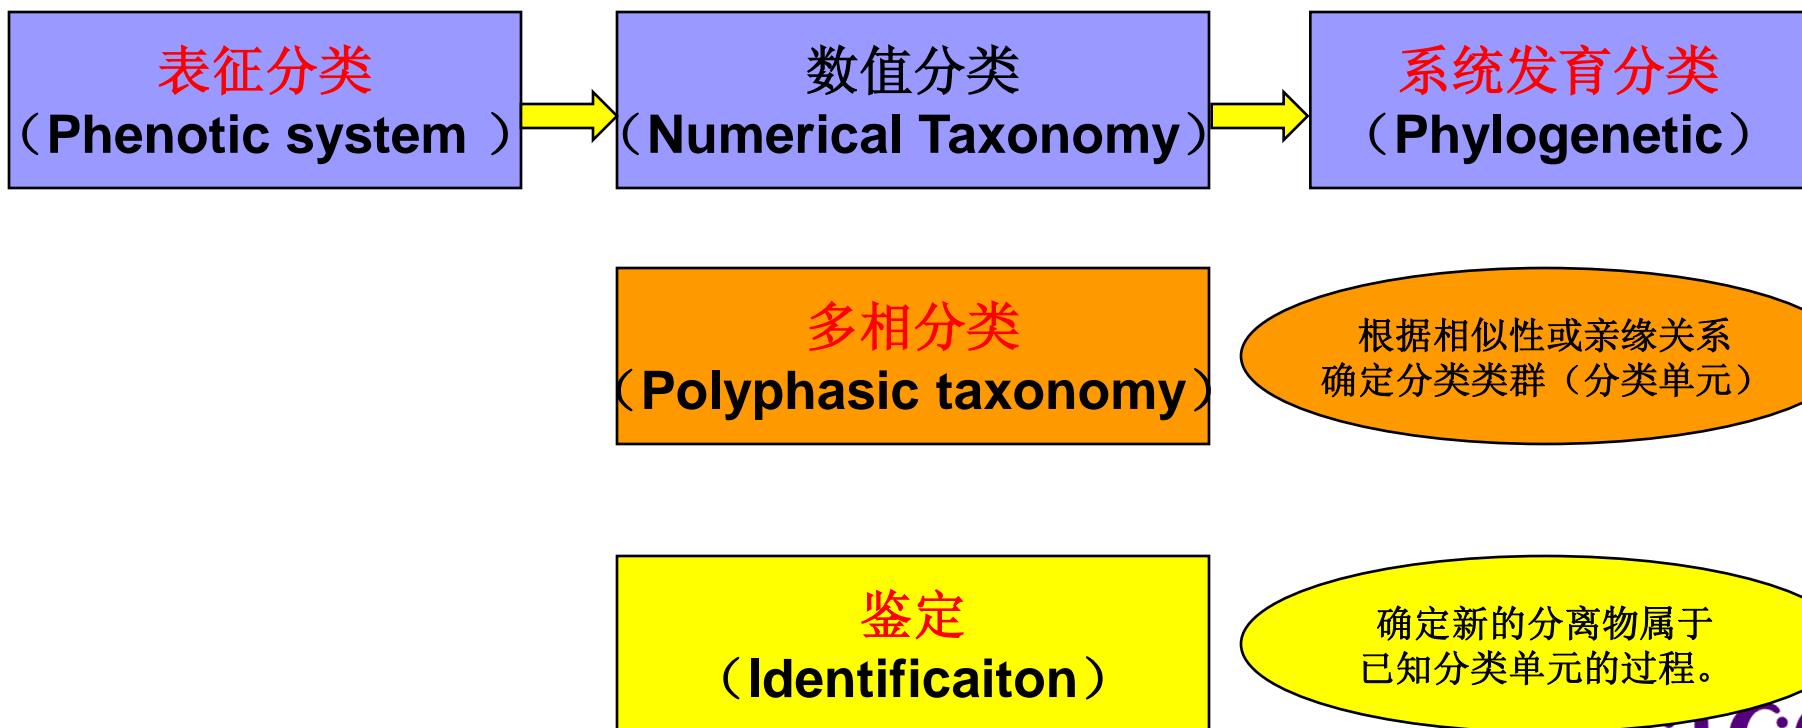 表征分类
（Phenotic system ）
数值分类
（Numerical Taxonomy）
系统发育分类
（Phylogenetic）
多相分类
（Polyphasic taxonomy）
根据相似性或亲缘关系
确定分类类群（分类单元）
鉴定
（Identificaiton）
确定新的分离物属于
已知分类单元的过程。